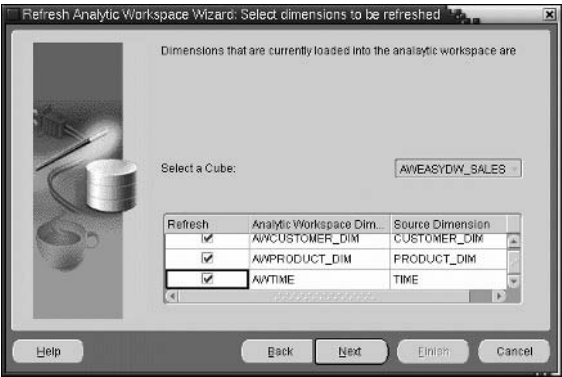 Refresh Analytic Workspace Wizard: Select dimensions to be refreshed
Dimensions that are currently loaded into the analaytic workspace are
Select a Cube:
AWEASYDW_SALES
Refresh Analytic Workspace Dim... Source Dimension
AWCUSTOMER_DIM CUSTOMER_DIM
AWPRODUCT_DIM PRODUCT_DIM
AWTIME TIME
Help Back Next Finish Cancel